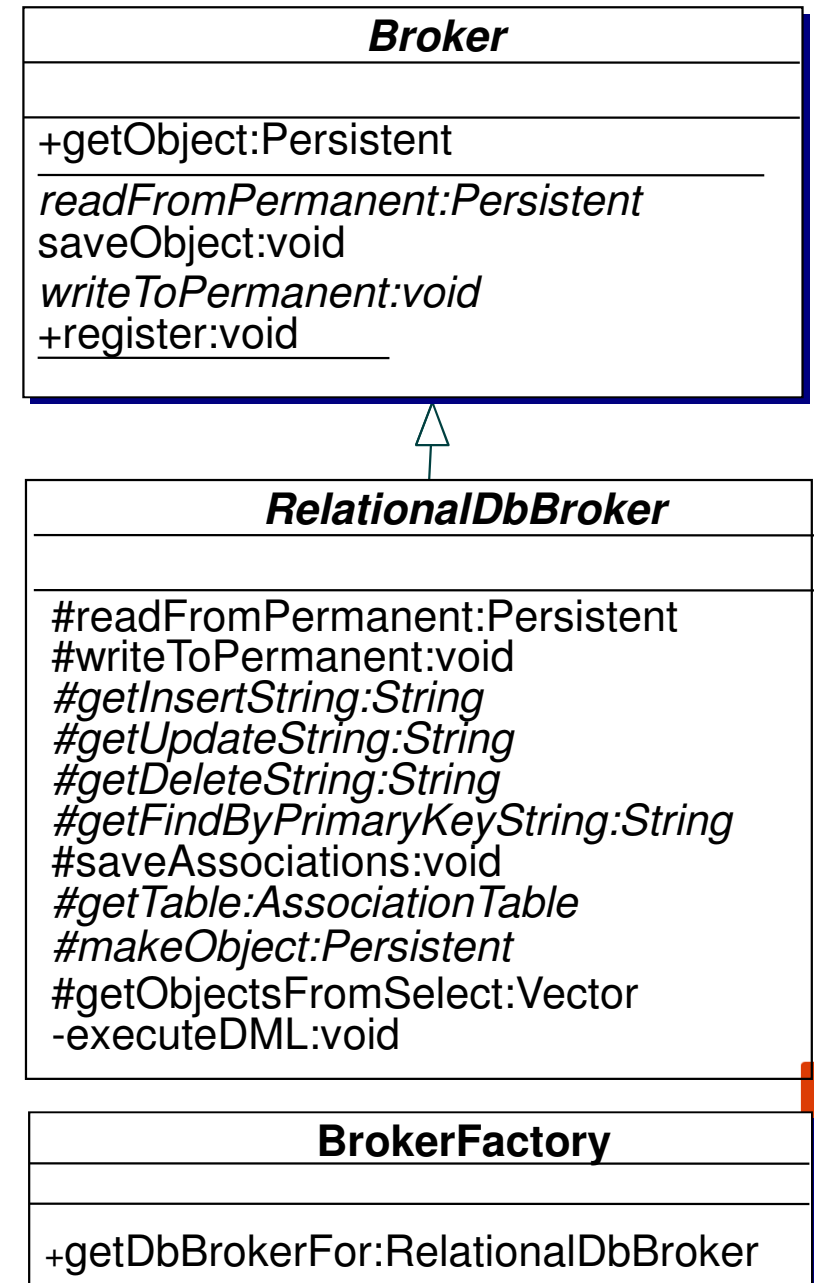 Broker
+getObject:Persistent
readFromPermanent:Persistent
saveObject:void
writeToPermanent:void
+register:void
RelationalDbBroker
#readFromPermanent:Persistent
#writeToPermanent:void
#getInsertString:String
#getUpdateString:String
#getDeleteString:String
#getFindByPrimaryKeyString:String
#saveAssociations:void
#getTable:AssociationTable
#makeObject:Persistent
#getObjectsFromSelect:Vector
-executeDML:void
BrokerFactory
+getDbBrokerFor:RelationalDbBroker